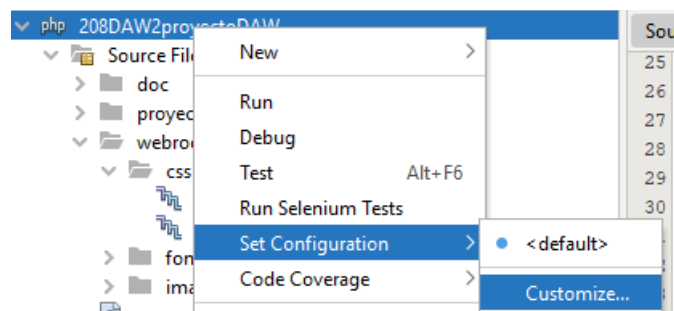 php 208DAW2proyectoDAW
Source File
doc
proyec
webroo
css
fon
ima
New
Run
Debug
Test Alt+F6
Run Selenium Tests
Set Configuration
Code Coverage
<default>
Customize...
Sou
25
26
27
28
29
30